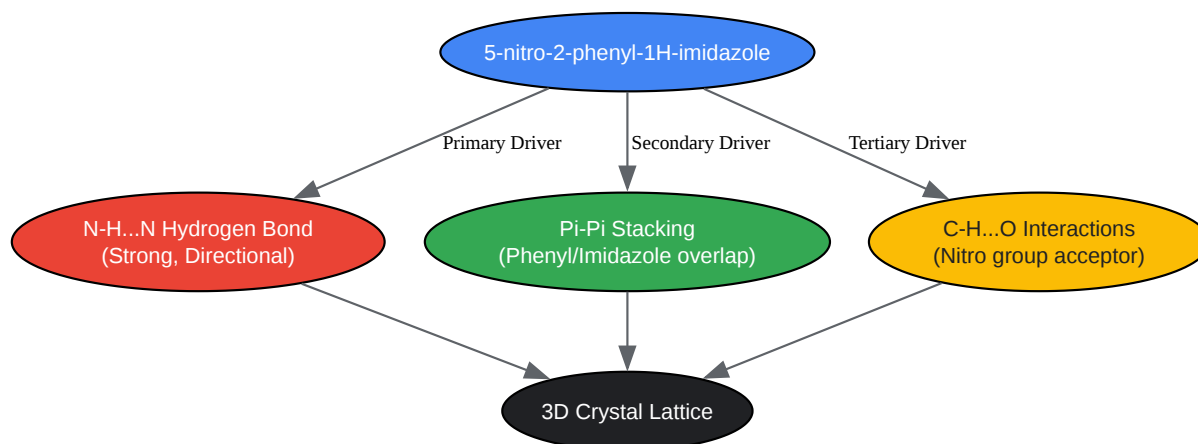 5-nitro-2-phenyl-1H-imidazole
Primary Driver
Secondary Driver
Tertiary Driver
N-H...N Hydrogen Bond
(Strong, Directional)
Pi-Pi Stacking
(Phenyl/Imidazole overlap)
C-H...O Interactions
(Nitro group acceptor)
3D Crystal Lattice